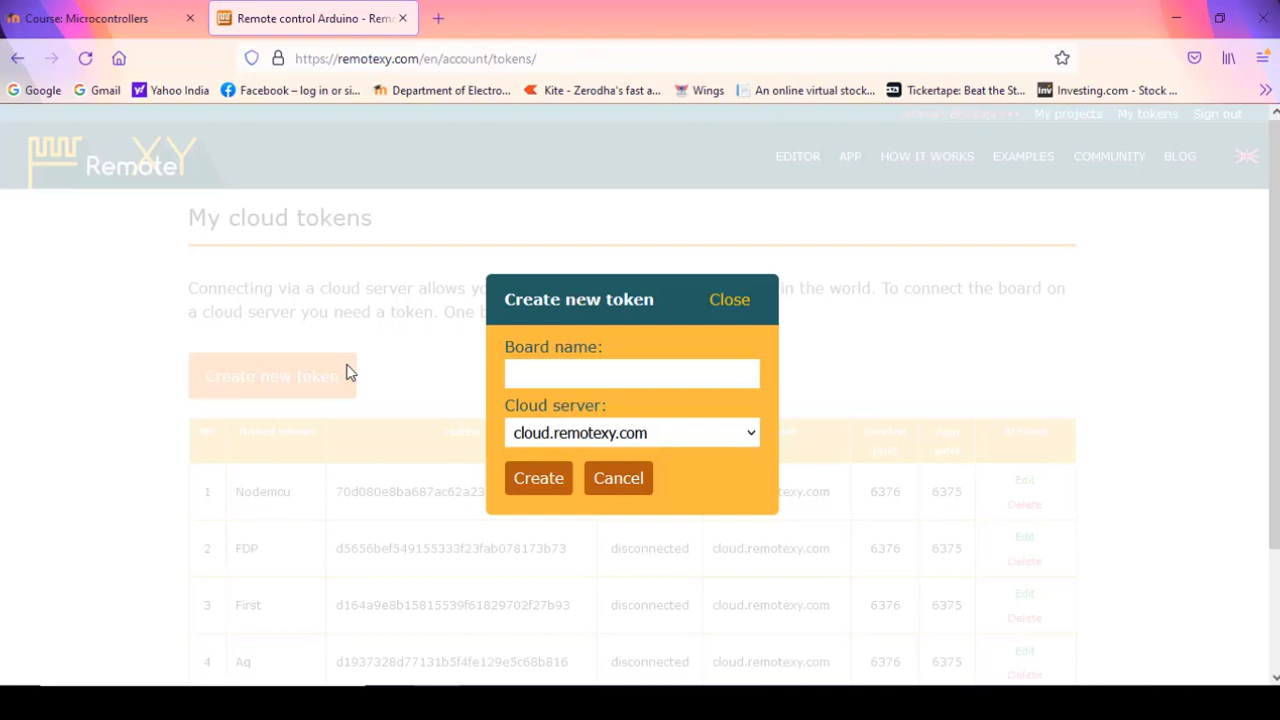 Course: Microcontrollers
Remote control Arduino - Rem
https://remotexy.com/en/account/tokens/
Google
Gmail
Yahoo India
Facebook – log in or si...
Department of Electro...
Kite - Zerodha's fast a...
Wings
An online virtual stock...
Tickertape: Beat the St...
Investing.com - Stock ...
My projects
My tokens
Sign out
RemoteXY
EDITOR
APP
HOW IT WORKS
EXAMPLES
COMMUNITY
BLOG
My cloud tokens
Connecting via a cloud server allows yo in the world. To connect the board on
a cloud server you need a token. One b
Create new token
Create new token
Close
Board name:
Cloud server:
cloud.remotexy.com
Create
Cancel
1 Nodemcu 70d080e8ba687ac62a23 exy.com 6376 6375 Edit
Delete
2 FDP d5656bef549155333f23fab078173b73 disconnected cloud.remotexy.com 6376 6375 Edit
Delete
3 First d164a9e8b15815539f61829702f27b93 disconnected cloud.remotexy.com 6376 6375 Edit
Delete
4 Aq d1937328d77131b5f4fe129e5c68b816 disconnected cloud.remotexy.com 6376 6375 Edit
Delete